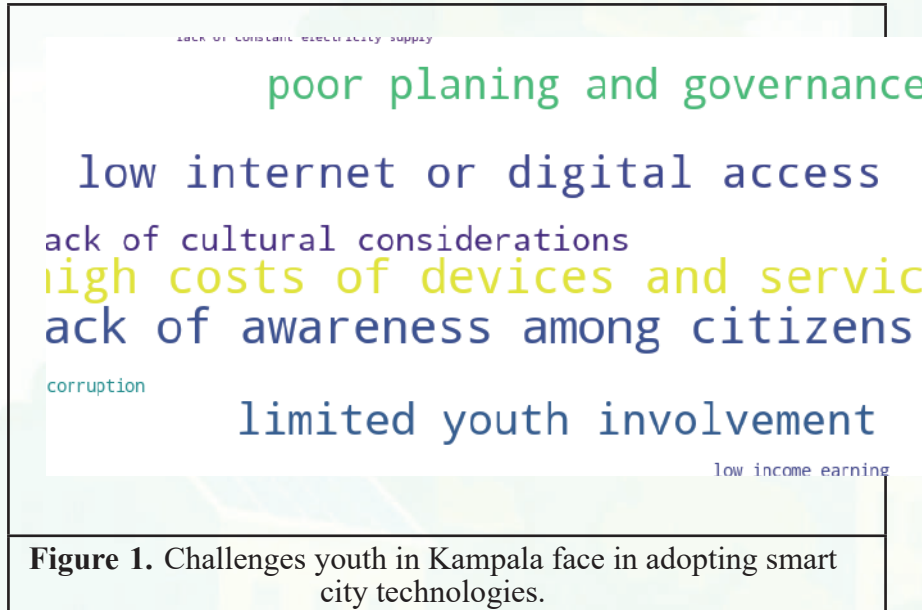 lack of constant electricity supply
poor planing and governance
low internet or digital access
ack of cultural considerations
high costs of devices and servic
ack of awareness among citizens
corruption
limited youth involvement
low income earning
Figure 1. Challenges youth in Kampala face in adopting smart
city technologies.